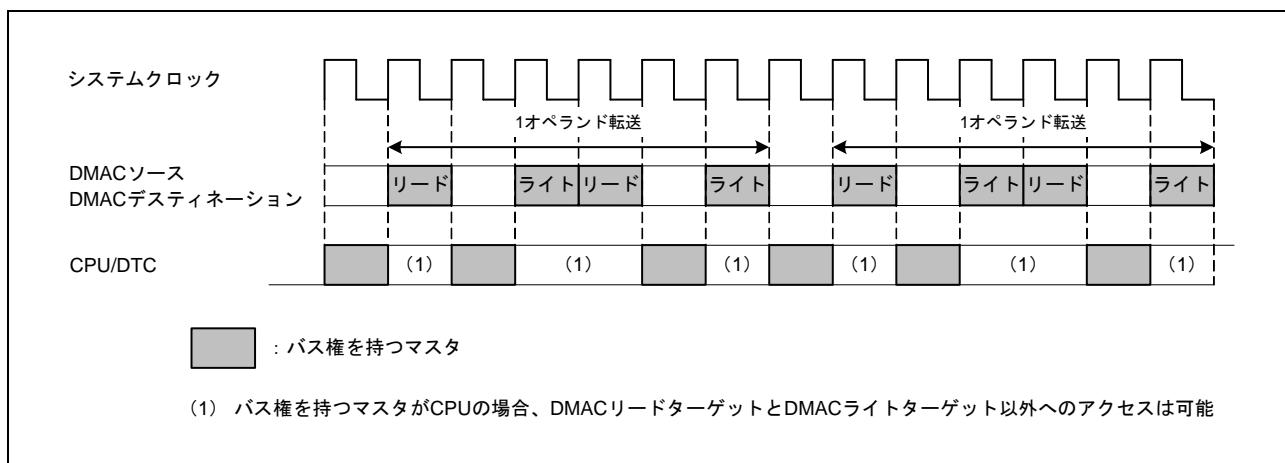 システムクロック
1オペランド転送 1オペランド転送
DMACソース
DMACデスティネーション
リード ライト リード ライト リード ライト リード ライト
CPU/DTC
(1) (1) (1) (1) (1) (1)
:バス権を持つマスタ
(1) バス権を持つマスタがCPUの場合、DMACリードターゲットとDMACライトターゲット以外へのアクセスは可能